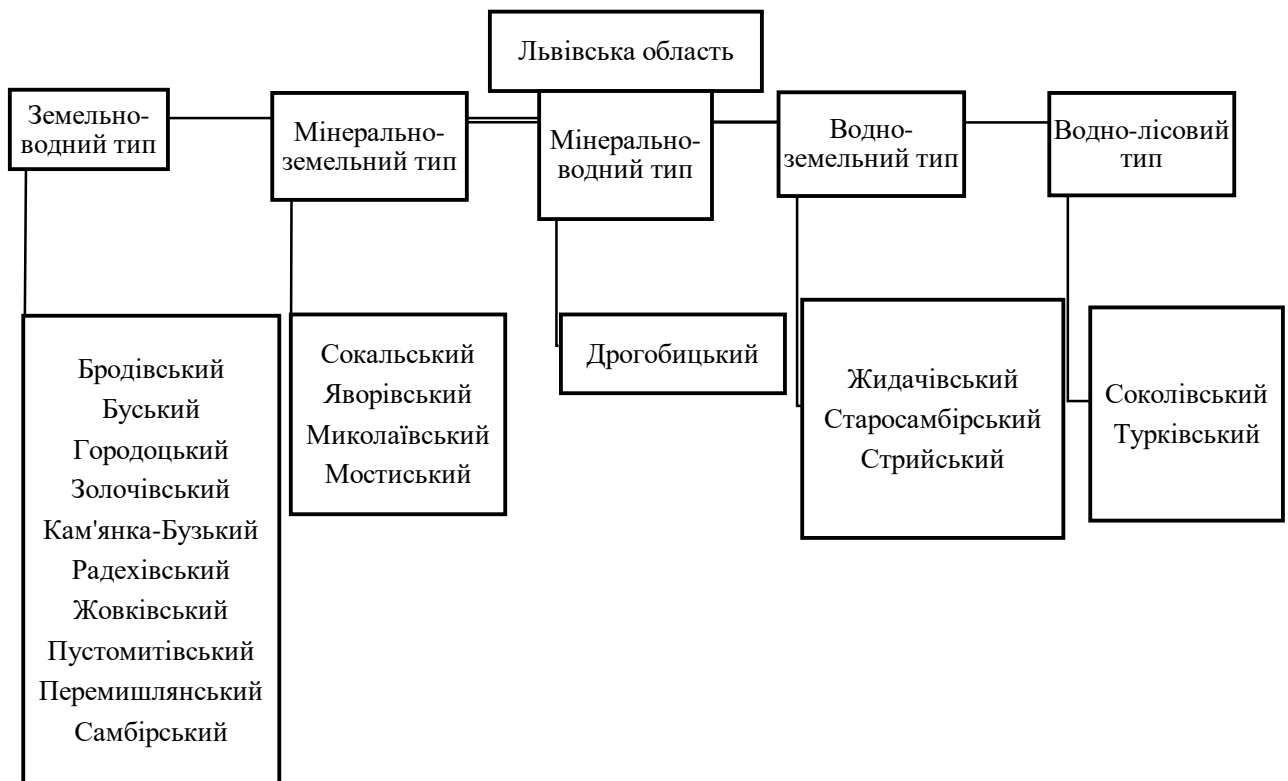 Львівська область
Земельно-
водний тип
Мінерально-
земельний тип
Мінерально-
водний тип
Водно-
земельний тип
Водно-лісовий
тип
Бродівський
Буський
Городоцький
Золочівський
Кам'янка-Бузький
Радехівський
Жовківський
Пустомитівський
Перемишлянський
Самбірський
Сокальський
Яворівський
Миколаївський
Мостиський
Дрогобицький
Жидачівський
Старосамбірський
Стрийський
Соколівський
Турківський